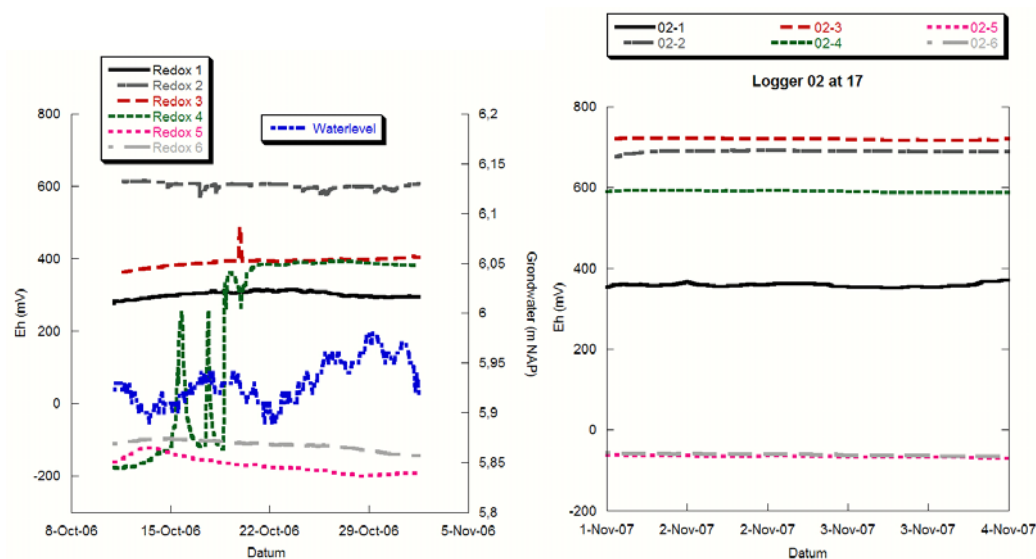 Redox 1
Redox 2
Redox 3
Redox 4
Redox 5
Redox 6
Waterlevel
800
600
400
200
0
-200
Eh (mV)
6,2
6,15
6,1
6,05
6
5,95
5,9
5,85
5,8
Grondwater (m NAP)
8-Oct-06 15-Oct-06 22-Oct-06 29-Oct-06 5-Nov-06
Datum
02-1 02-3 02-5
02-2 02-4 02-6
Logger 02 at 17
800
600
400
200
0
-200
Eh (mV)
1-Nov-07 2-Nov-07 2-Nov-07 3-Nov-07 3-Nov-07 4-Nov-07
Datum